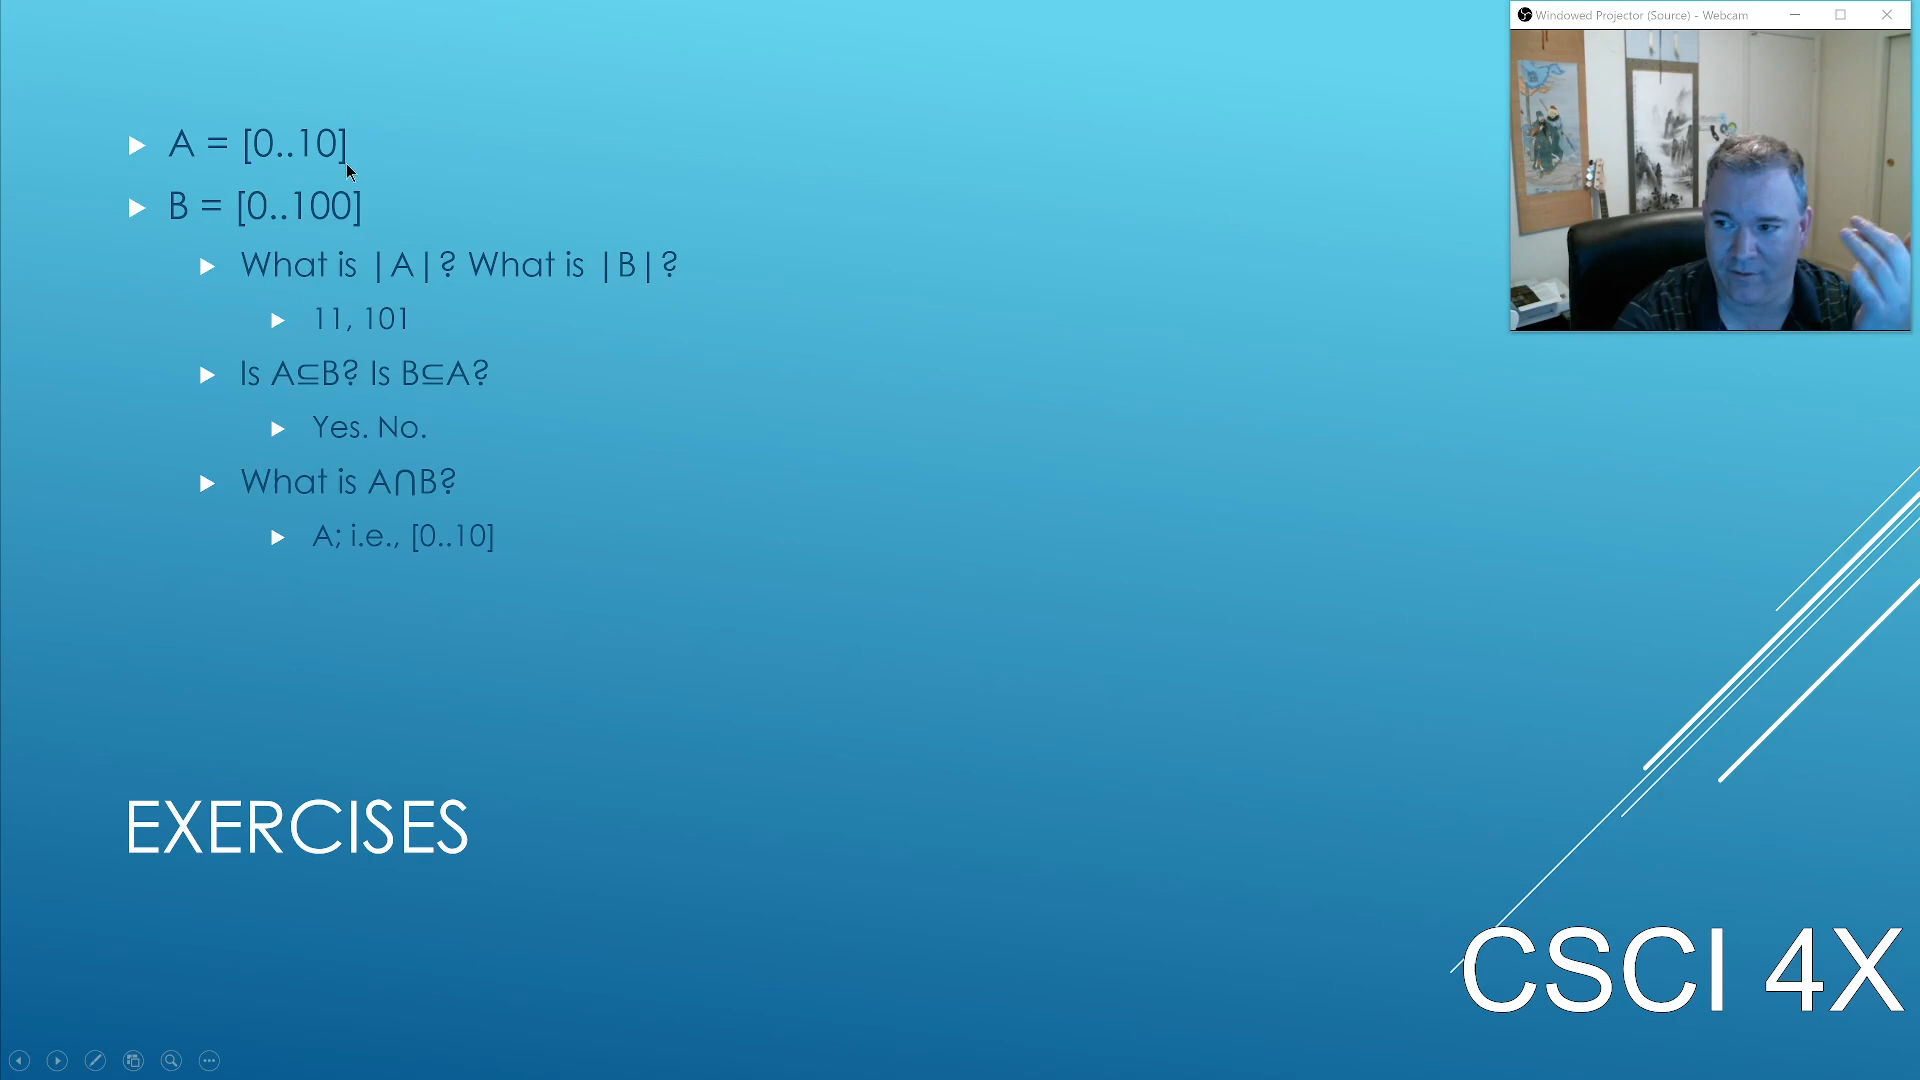 Windowed Projector (Source) - Webcam
A = [0..10]
B = [0..100]
What is |A|? What is |B|?
11, 101
Is A⊆B? Is B⊆A?
Yes. No.
What is A∩B?
A; i.e., [0..10]
EXERCISES
CSCI 4X